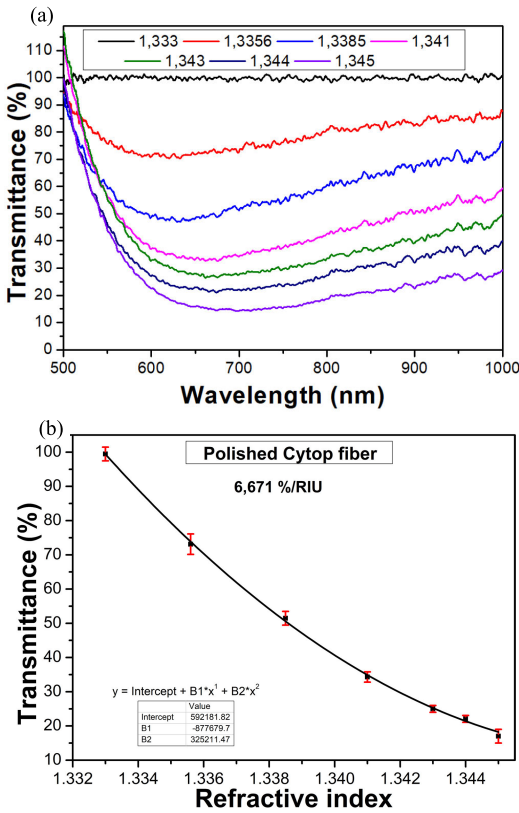 (a)
1,333 1,3356 1,3385 1,341
1,343 1,344 1,345
110
100
90
80
70
60
50
40
30
20
10
0
Transmittance (%)
500 600 700 800 900 1000
Wavelength (nm)
(b)
Polished Cytop fiber
6,671 %/RIU
100
90
80
70
60
50
40
30
20
10
Transmittance (%)
y = Intercept + B1*x¹ + B2*x²
Value
Intercept 592181.82
B1 -877679.7
B2 325211.47
1.332 1.334 1.336 1.338 1.340 1.342 1.344
Refractive index